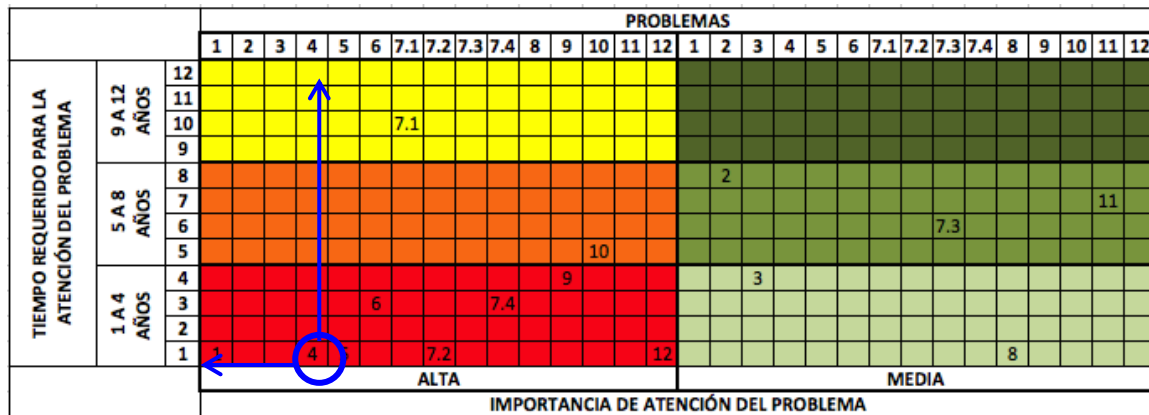 PROBLEMAS
1 2 3 4 5 6 7.1 7.2 7.3 7.4 8 9 10 11 12 1 2 3 4 5 6 7.1 7.2 7.3 7.4 8 9 10 11 12
TIEMPO REQUERIDO PARA LA
ATENCIÓN DEL PROBLEMA
9 A 12
AÑOS
12
11
10 7.1
9
5 A 8
AÑOS
8 2
7 11
6 7.3
5 10
1 A 4
AÑOS
4 9 3
3 6 7.4
2
1 1 4 5 7.2 12 8
ALTA MEDIA
IMPORTANCIA DE ATENCIÓN DEL PROBLEMA